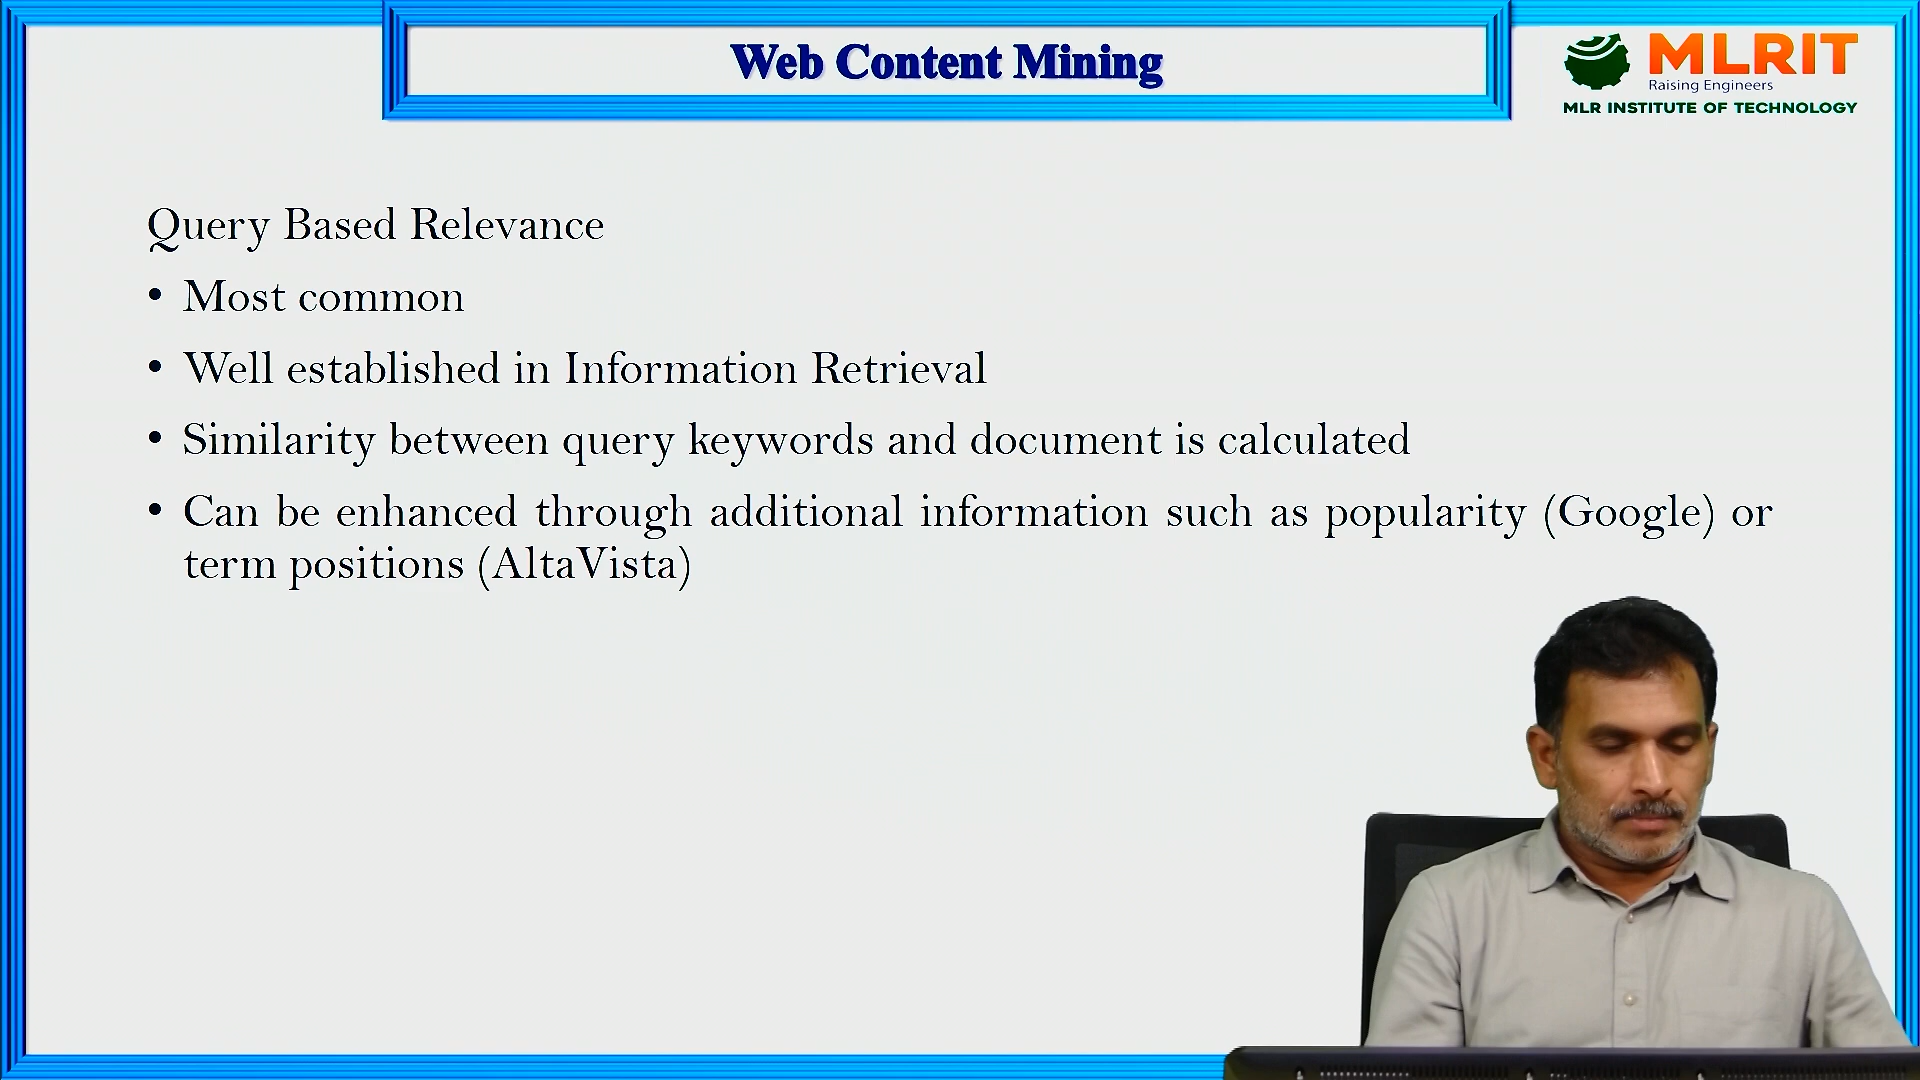 Web Content Mining
MLRIT
Raising Engineers
MLR INSTITUTE OF TECHNOLOGY
Query Based Relevance
• Most common
• Well established in Information Retrieval
• Similarity between query keywords and document is calculated
• Can be enhanced through additional information such as popularity (Google) or
term positions (AltaVista)